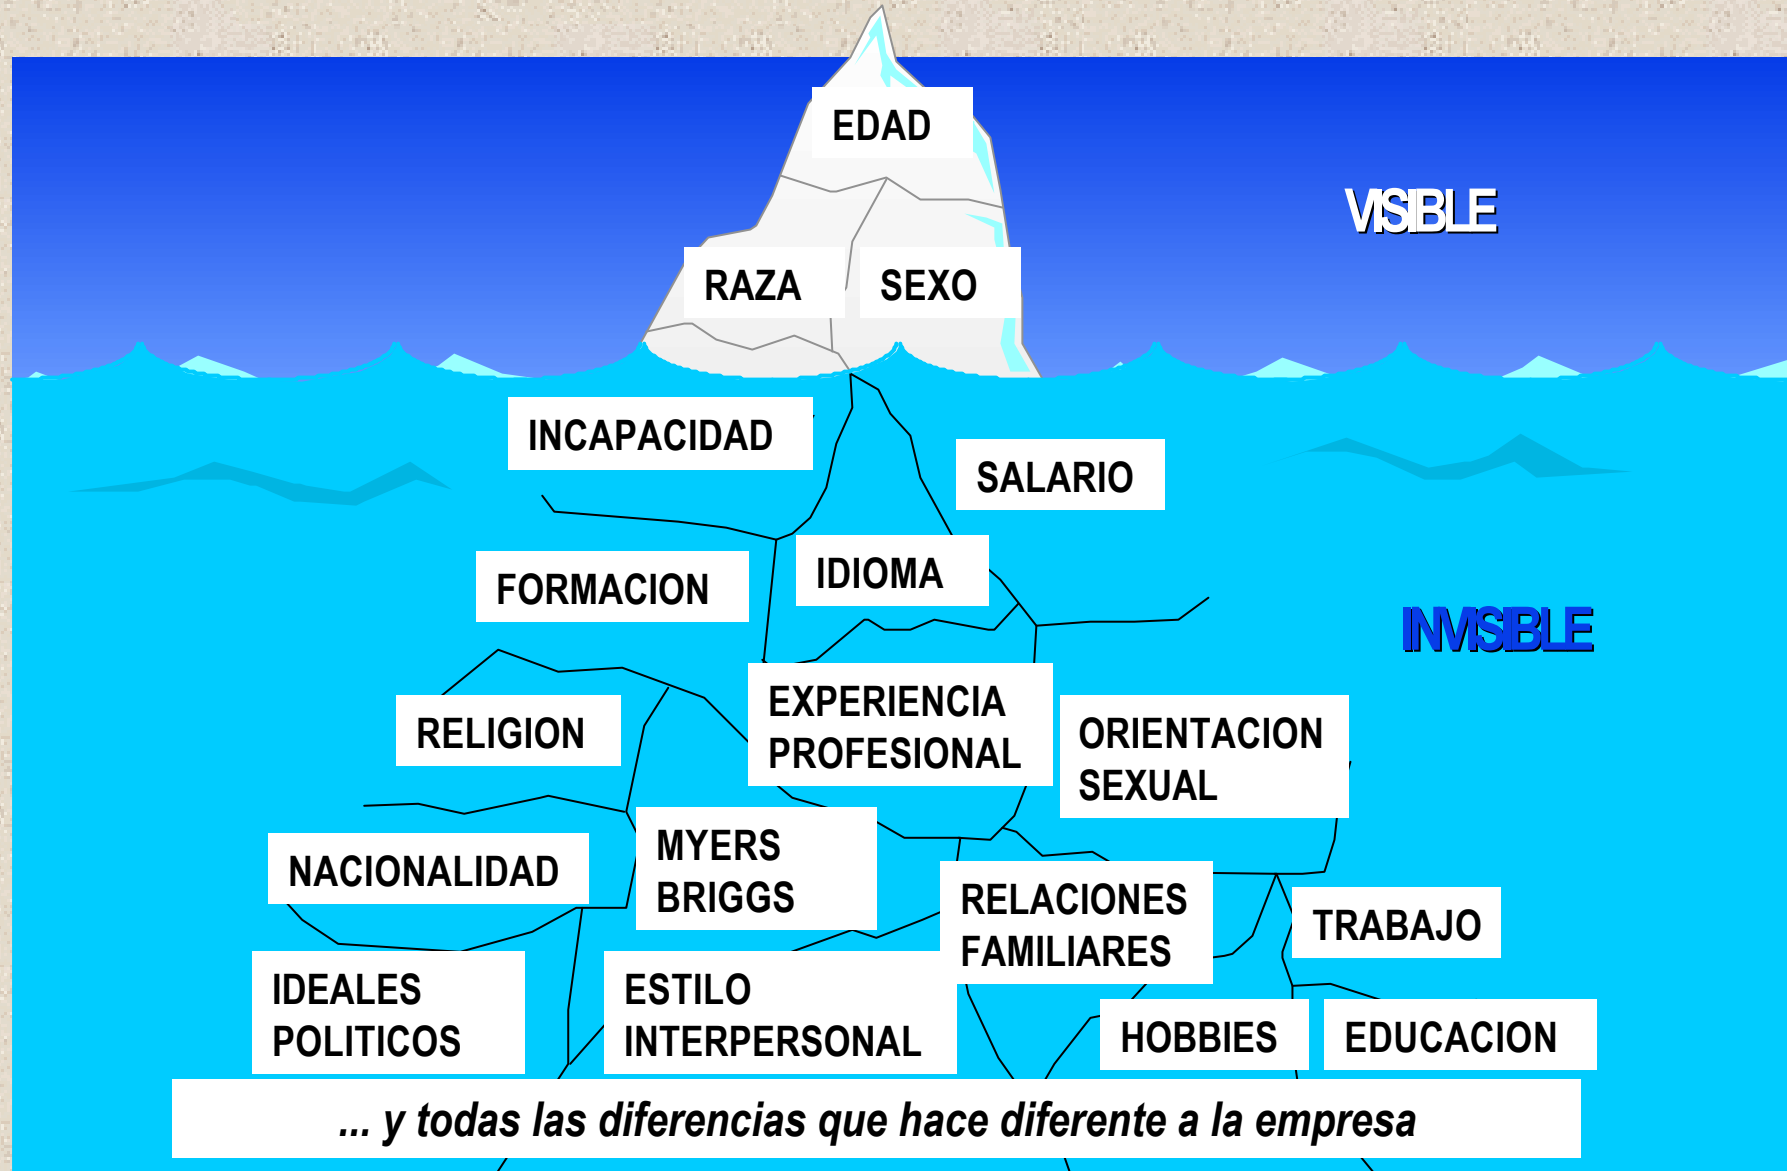 EDAD
VISIBLE
RAZA
SEXO
INCAPACIDAD
SALARIO
IDIOMA
FORMACION
INVISIBLE
EXPERIENCIA
PROFESIONAL
RELIGION
ORIENTACION
SEXUAL
MYERS
BRIGGS
NACIONALIDAD
RELACIONES
FAMILIARES
TRABAJO
IDEALES
POLITICOS
ESTILO
INTERPERSONAL
HOBBIES
EDUCACION
... y todas las diferencias que hace diferente a la empresa